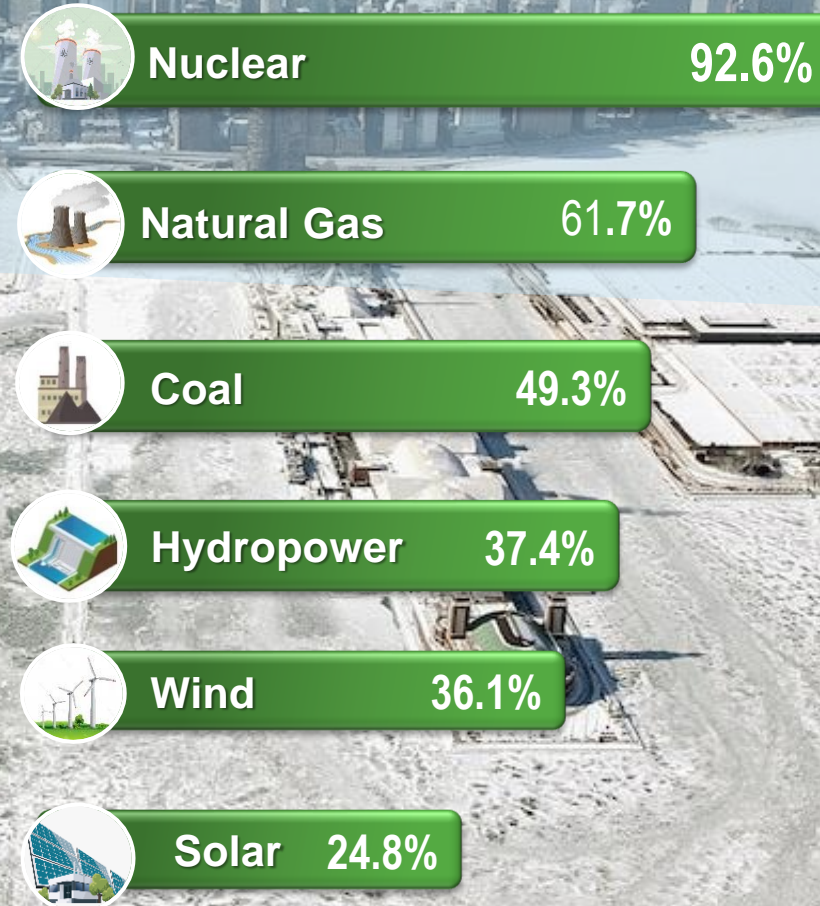 Nuclear 92.6%
Natural Gas 61.7%
Coal 49.3%
Hydropower 37.4%
Wind 36.1%
Solar 24.8%